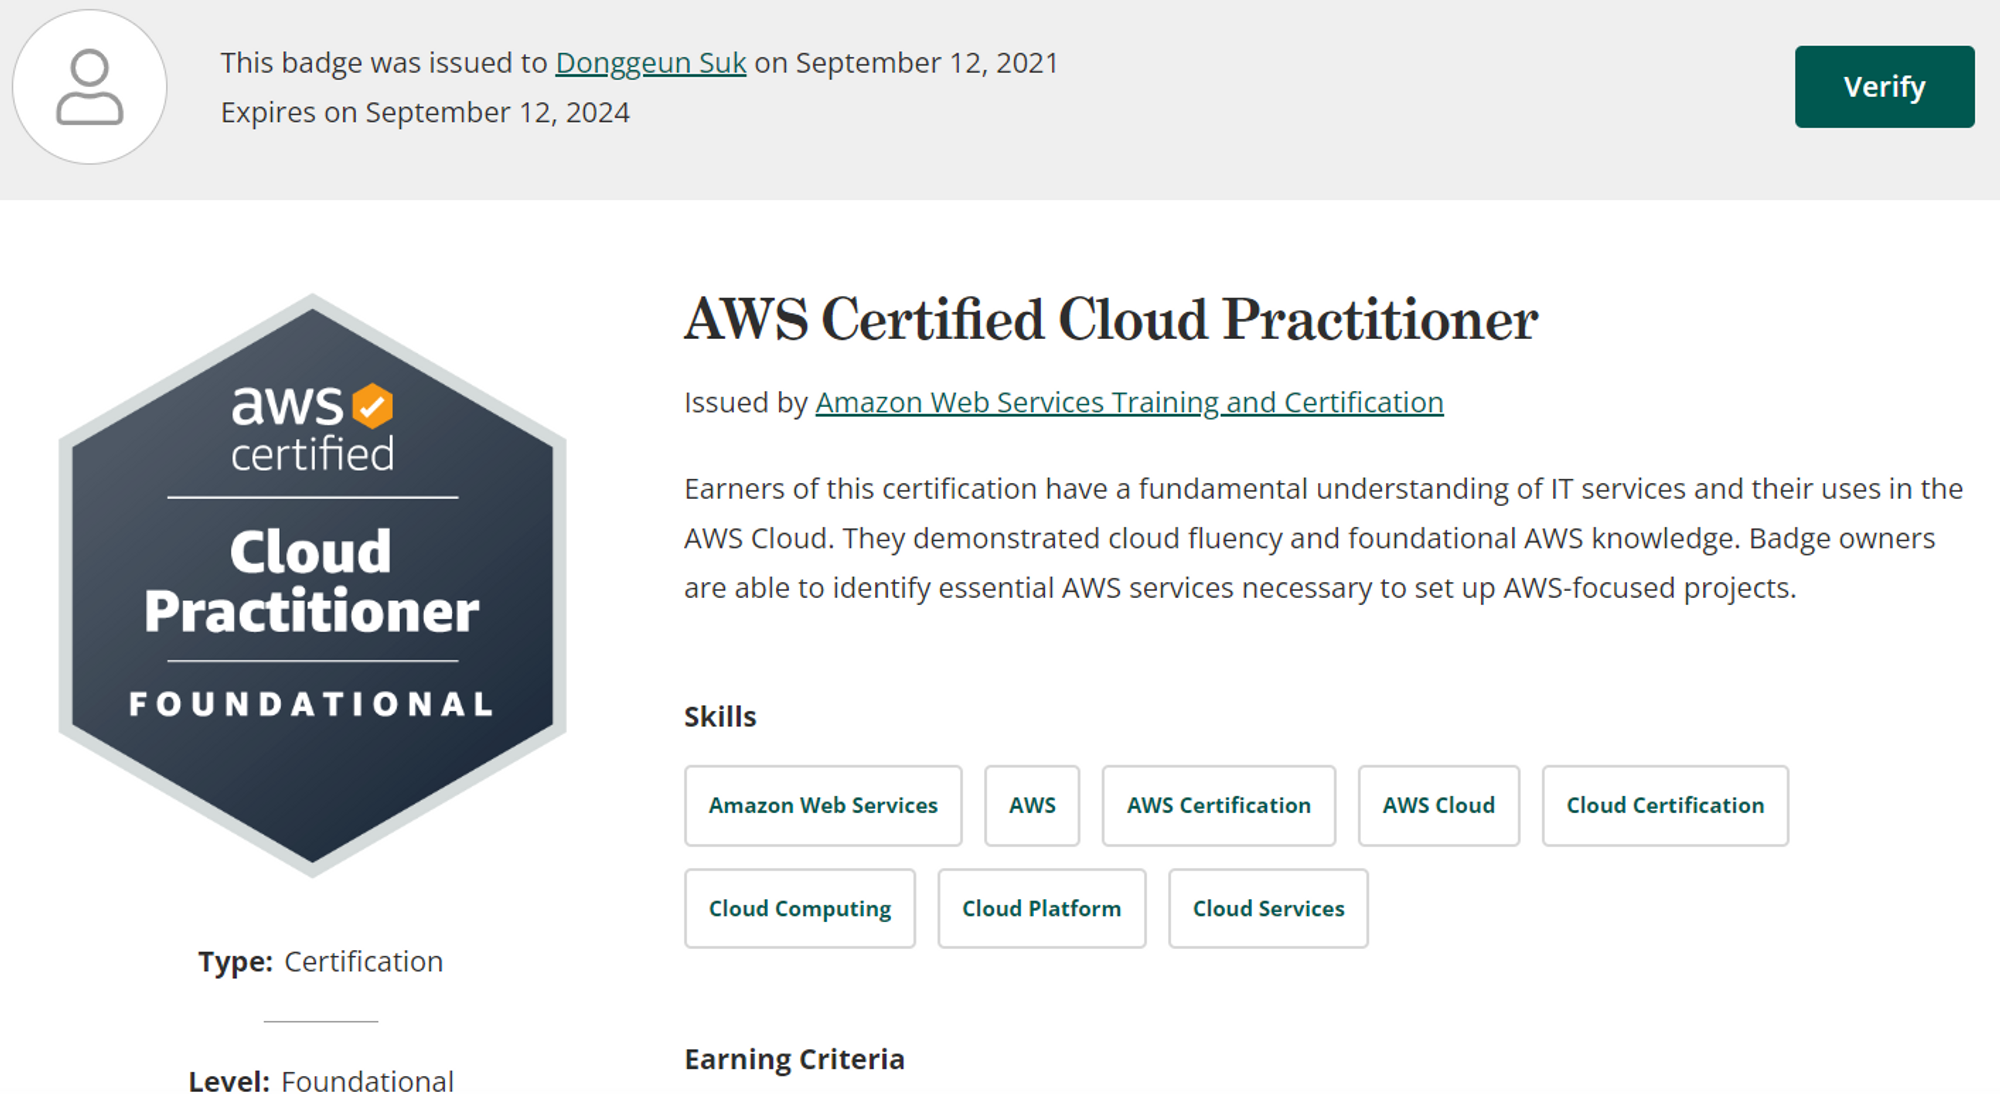 This badge was issued to Donggeun Suk on September 12, 2021
Expires on September 12, 2024
Verify
aws
certified
Cloud
Practitioner
FOUNDATIONAL
Type: Certification
Level: Foundational
AWS Certified Cloud Practitioner
Issued by Amazon Web Services Training and Certification
Earners of this certification have a fundamental understanding of IT services and their uses in the
AWS Cloud. They demonstrated cloud fluency and foundational AWS knowledge. Badge owners
are able to identify essential AWS services necessary to set up AWS-focused projects.
Skills
Amazon Web Services AWS AWS Certification AWS Cloud Cloud Certification
Cloud Computing Cloud Platform Cloud Services
Earning Criteria